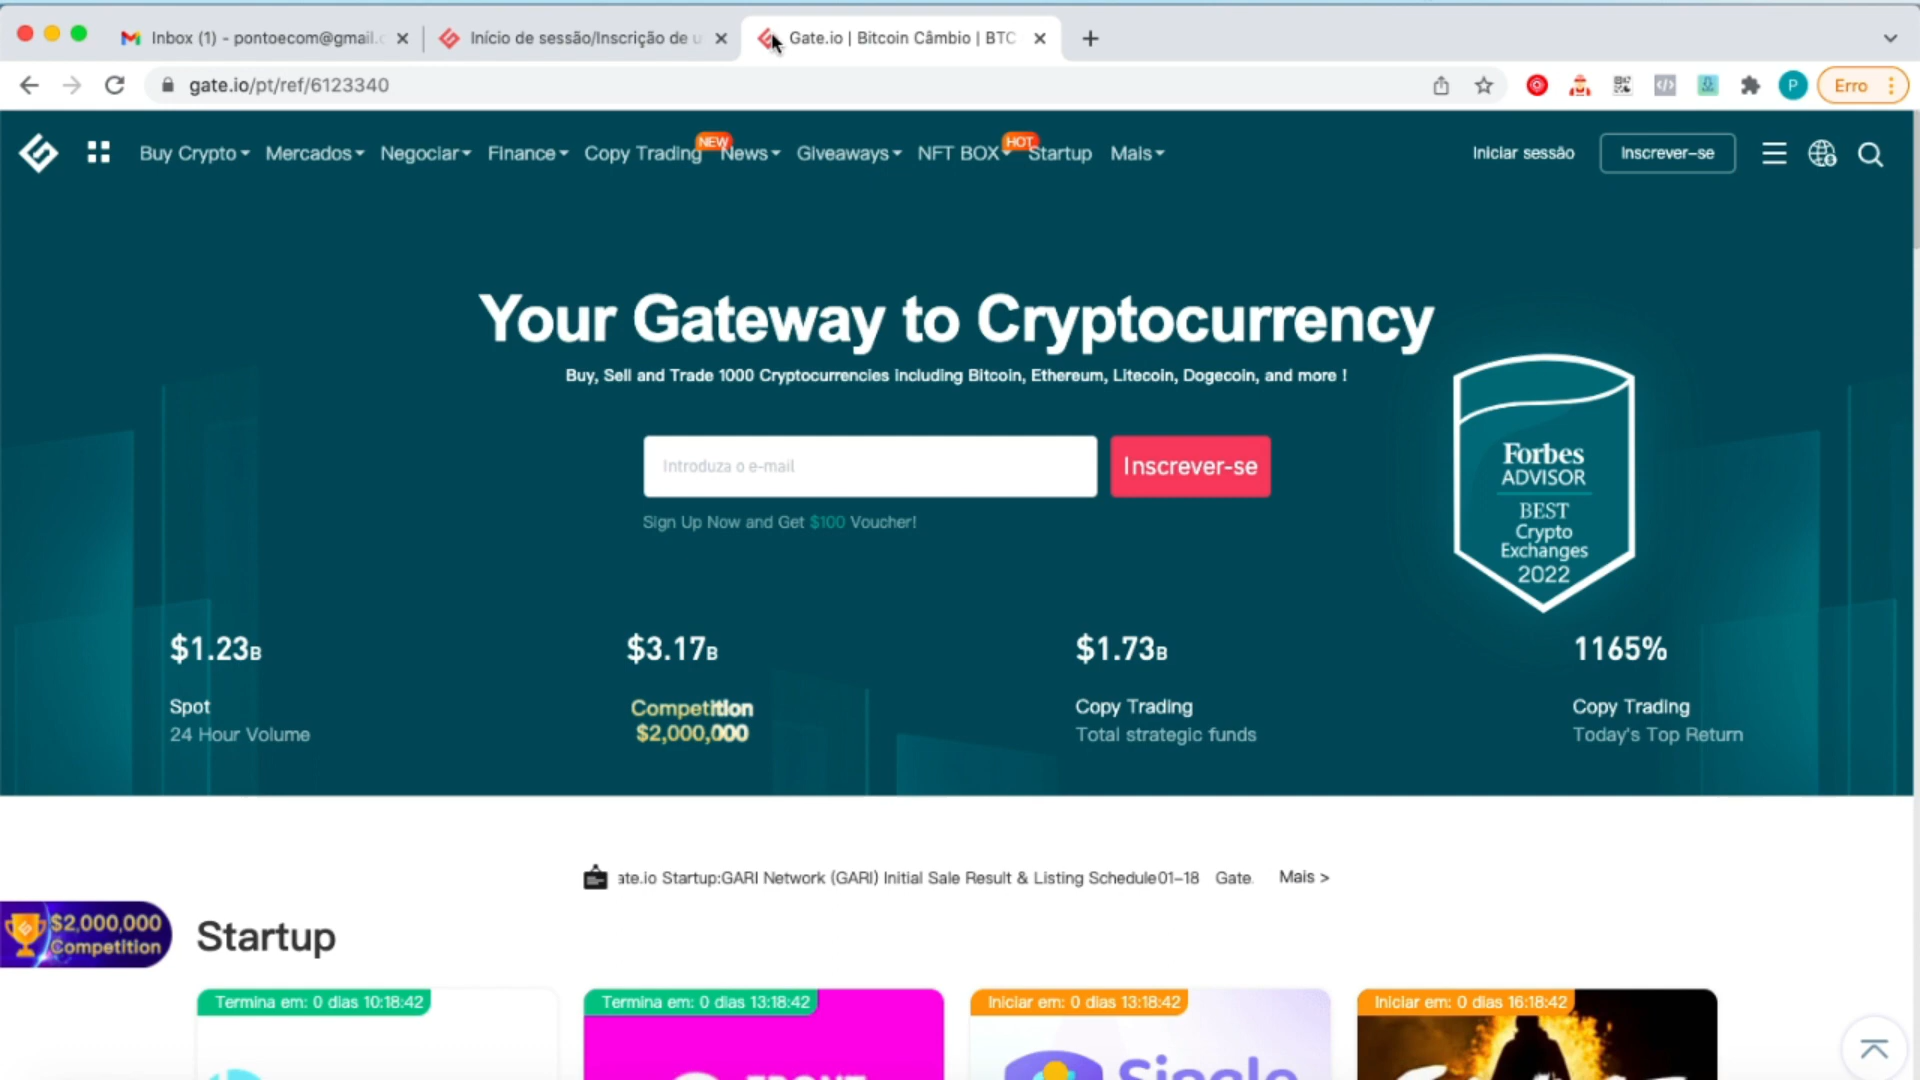 Inbox (1) - pontoecom@gmail.c
Início de sessão/Inscrição de u
Gate.io | Bitcoin Câmbio | BTC
gate.io/pt/ref/6123340
P
Erro
Buy Crypto
Mercados
Negociar
Finance
Copy Trading
NEW
News
Giveaways
NFT BOX
HOT
Startup
Mais
Iniciar sessão
Inscrever-se
Your Gateway to Cryptocurrency
Buy, Sell and Trade 1000 Cryptocurrencies including Bitcoin, Ethereum, Litecoin, Dogecoin, and more !
Introduza o e-mail
Inscrever-se
Sign Up Now and Get $100 Voucher!
Forbes
ADVISOR
BEST
Crypto
Exchanges
2022
$1.23B
Spot
24 Hour Volume
$3.17B
Competition
$2,000,000
$1.73B
Copy Trading
Total strategic funds
1165%
Copy Trading
Today's Top Return
ate.io Startup:GARI Network (GARI) Initial Sale Result & Listing Schedule01-18 Gate.
Mais >
$2,000,000
Competition
Startup
Termina em: 0 dias 10:18:42
Termina em: 0 dias 13:18:42
Iniciar em: 0 dias 13:18:42
Iniciar em: 0 dias 16:18:42
FRONT
Single